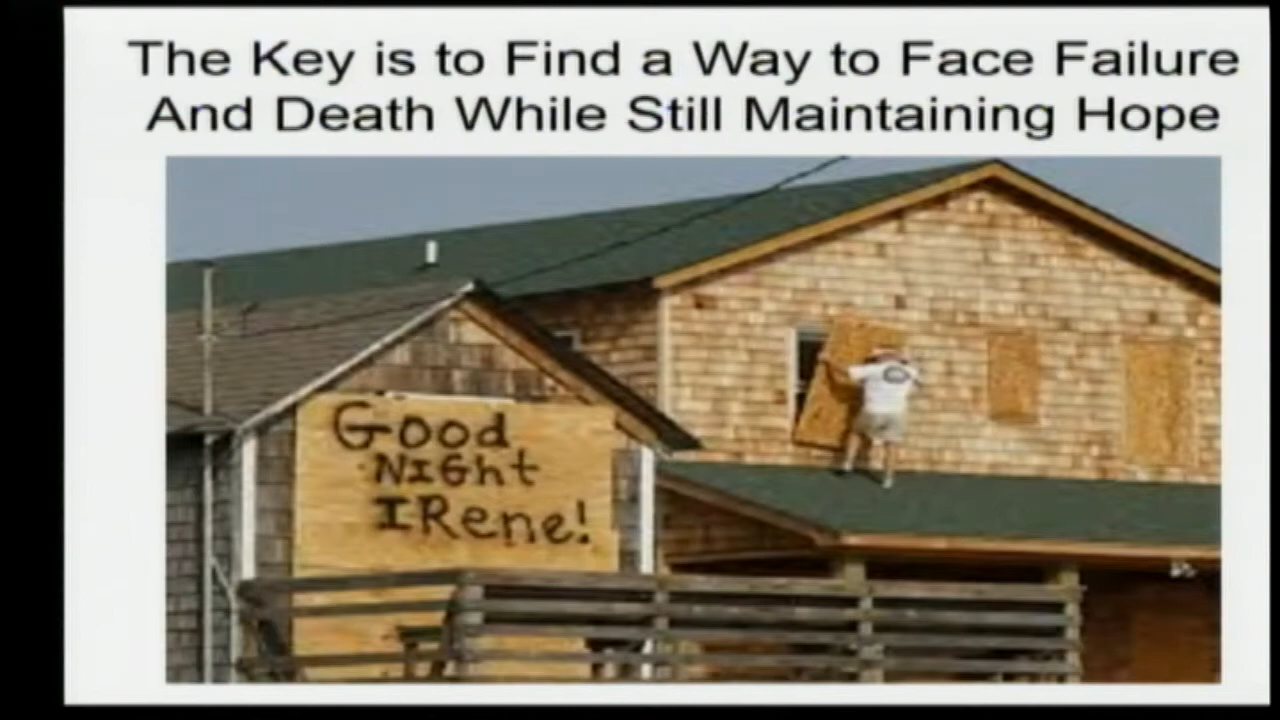 The Key is to Find a Way to Face Failure
And Death While Still Maintaining Hope
Good
NIGht
IRene!